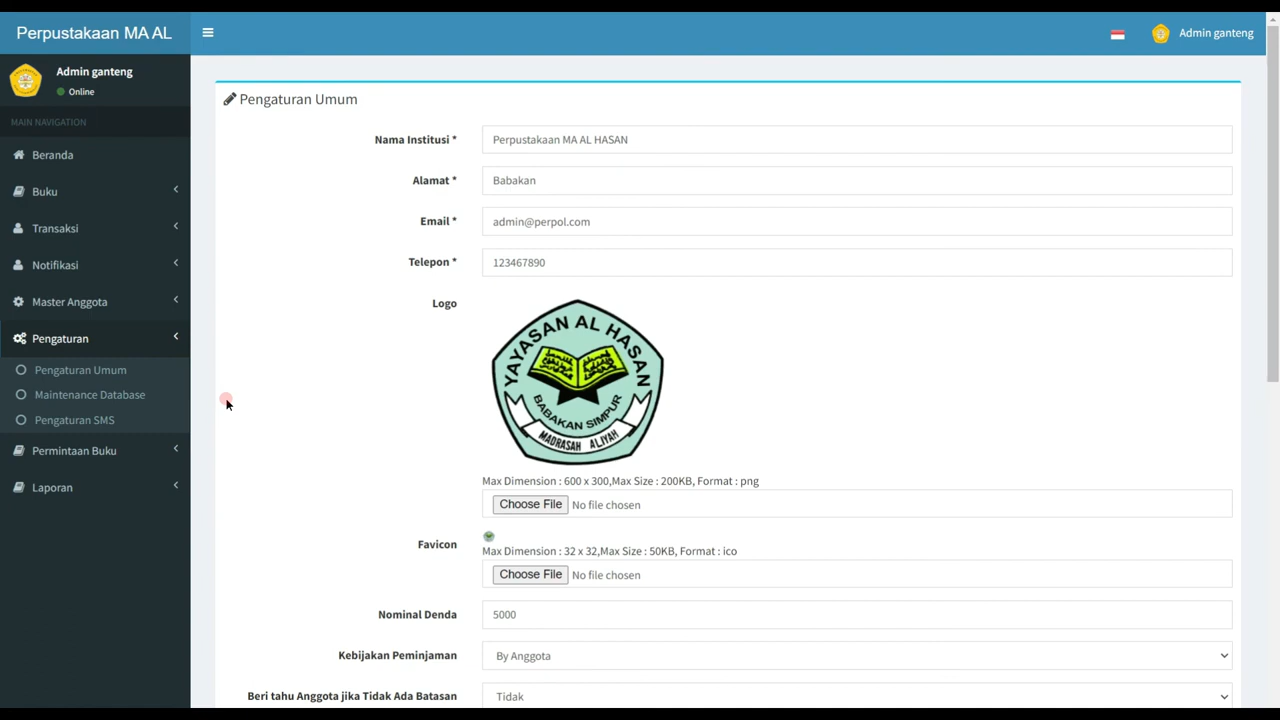 Perpustakaan MA AL
Admin ganteng
Admin ganteng
Online
MAIN NAVIGATION
Beranda
Buku
Transaksi
Notifikasi
Master Anggota
Pengaturan
Pengaturan Umum
Maintenance Database
Pengaturan SMS
Permintaan Buku
Laporan
Pengaturan Umum
Nama Institusi *
Perpustakaan MA AL HASAN
Alamat *
Babakan
Email *
admin@perpol.com
Telepon *
123467890
Logo
YAYASAN AL HASAN
BABAKAN SIMPUR
MADRASAH ALIYAH
Max Dimension : 600 x 300,Max Size : 200KB, Format : png
Choose File No file chosen
Favicon
Max Dimension : 32 x 32,Max Size : 50KB, Format : ico
Choose File No file chosen
Nominal Denda
5000
Kebijakan Peminjaman
By Anggota
Beri tahu Anggota jika Tidak Ada Batasan
Tidak